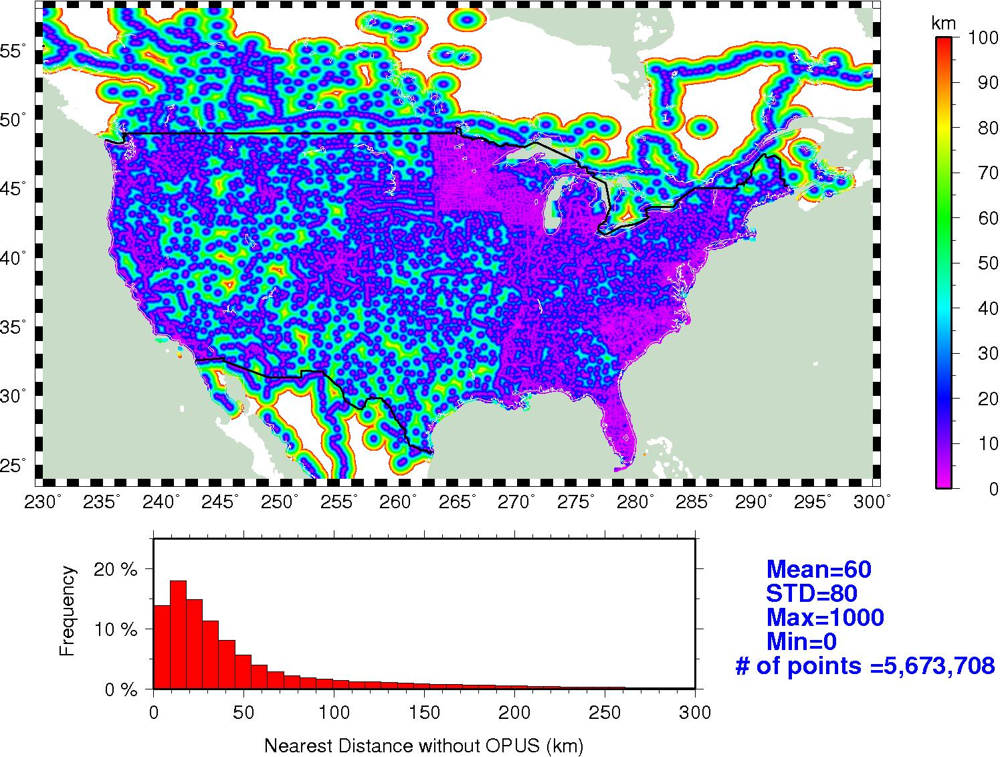 km
100
90
80
70
60
50
40
30
20
10
0
55°
50°
45°
40°
35°
30°
25°
230° 235° 240° 245° 250° 255° 260° 265° 270° 275° 280° 285° 290° 295° 300°
Frequency
20 %
10 %
0 %
0 50 100 150 200 250 300
Nearest Distance without OPUS (km)
Mean=60
STD=80
Max=1000
Min=0
# of points =5,673,708